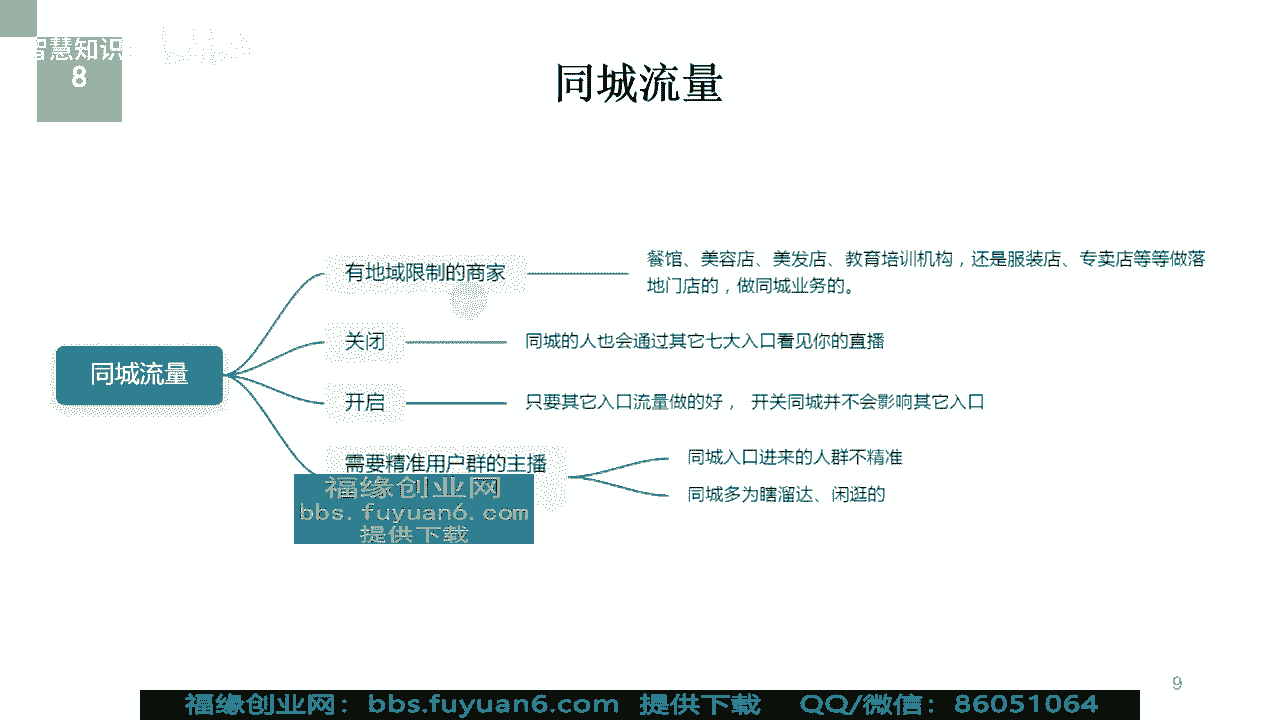 智慧知识
8
同城流量
有地域限制的商家
餐馆、美容店、美发店、教育培训机构，还是服装店、专卖店等等做落
地门店的，做同城业务的。
关闭
同城的人也会通过其它七大入口看见你的直播
同城流量
开启
只要其它入口流量做的好， 开关同城并不会影响其它入口
需要精准用户群的主播
同城入口进来的人群不精准
同城多为瞎溜达、闲逛的
福缘创业网
bbs.fuyuan6.com
提供下载
9
福缘创业网：bbs.fuyuan6.com 提供下载 QQ/微信：86051064